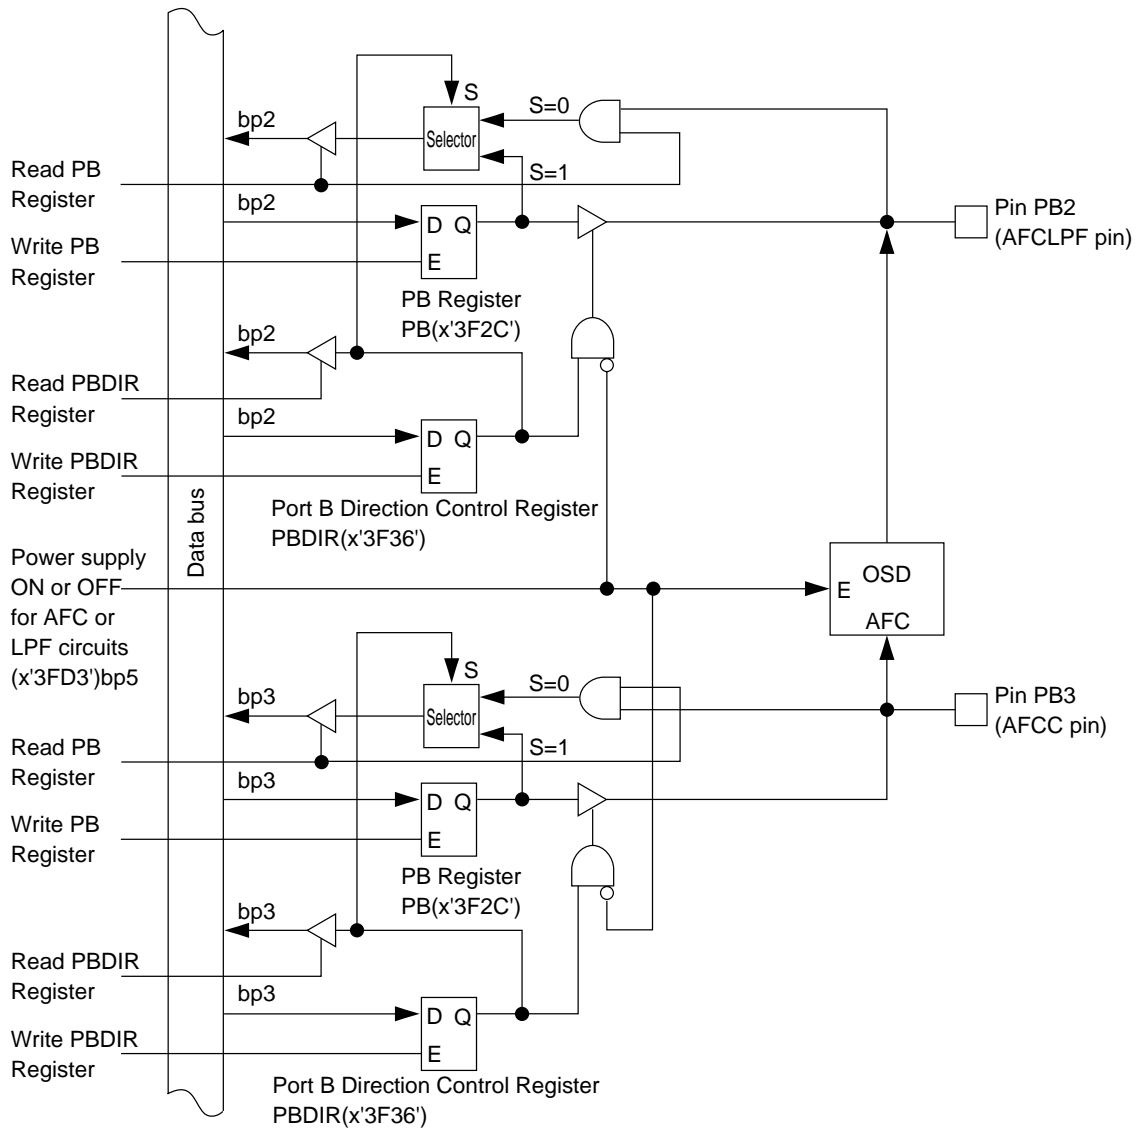 S
bp2
Selector
S=0
S=1
Read PB
Register
bp2
D Q
E
Pin PB2
(AFCLPF pin)
Write PB
Register
PB Register
PB(x'3F2C')
bp2
Read PBDIR
Register
bp2
D Q
E
Write PBDIR
Register
Port B Direction Control Register
PBDIR(x'3F36')
Data bus
Power supply
ON or OFF
for AFC or
LPF circuits
(x'3FD3')bp5
E
OSD
AFC
S
bp3
Selector
S=0
S=1
Pin PB3
(AFCC pin)
Read PB
Register
bp3
D Q
E
Write PB
Register
PB Register
PB(x'3F2C')
bp3
Read PBDIR
Register
bp3
D Q
E
Write PBDIR
Register
Port B Direction Control Register
PBDIR(x'3F36')